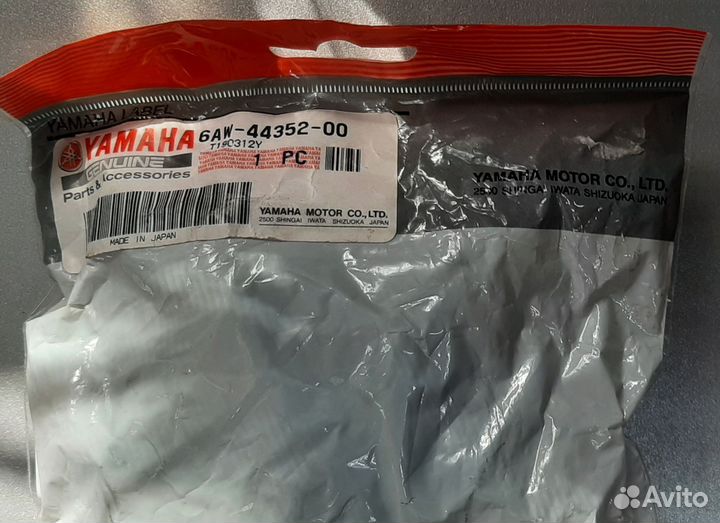 YAMAHA LABEL
YAMAHA
GENUINE
Parts & Accessories
6AW-44352-00
T190312Y
1 PC
YAMAHA MOTOR CO., LTD.
2500 SHINGAI IWATA SHIZUOKA JAPAN
MADE IN JAPAN
YAMAHA MOTOR CO., LTD.
2500 SHINGAI, IWATA SHIZUOKA, JAPAN
Avito